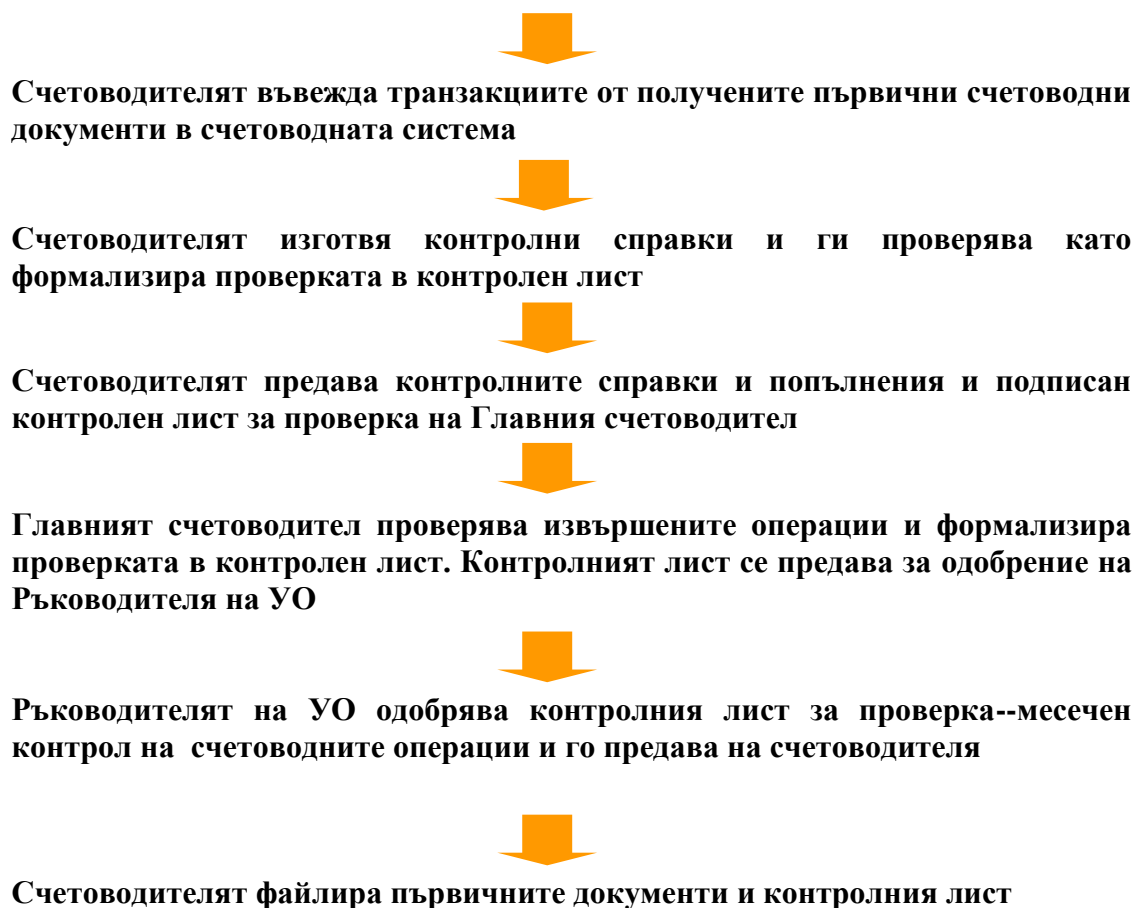 Счетоводителят въвежда транзакциите от получените първични счетоводни
документи в счетоводната система
Счетоводителят изготвя контролни справки и ги проверява като
формализира проверката в контролен лист
Счетоводителят предава контролните справки и попълнения и подписан
контролен лист за проверка на Главния счетоводител
Главният счетоводител проверява извършените операции и формализира
проверката в контролен лист. Контролният лист се предава за одобрение на
Ръководителя на УО
Ръководителят на УО одобрява контролния лист за проверка--месечен
контрол на счетоводните операции и го предава на счетоводителя
Счетоводителят файлира първичните документи и контролния лист